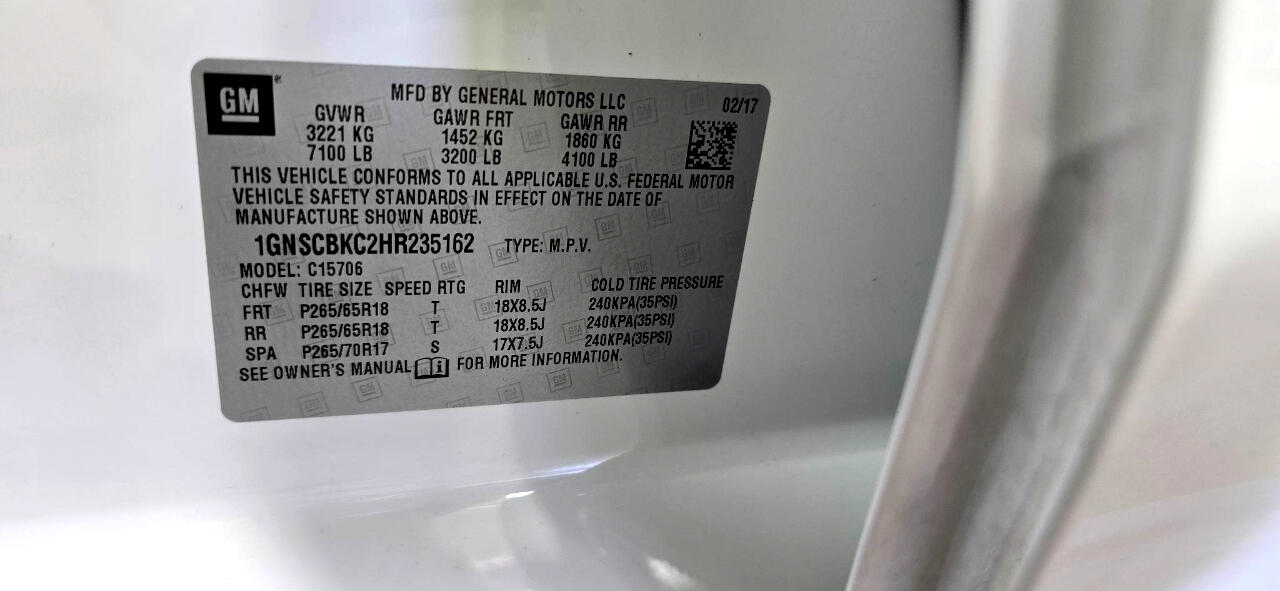 GM
MFD BY GENERAL MOTORS LLC 02/17
GVWR GAWR FRT GAWR RR
3221 KG 1452 KG 1860 KG
7100 LB 3200 LB 4100 LB
THIS VEHICLE CONFORMS TO ALL APPLICABLE U.S. FEDERAL MOTOR
VEHICLE SAFETY STANDARDS IN EFFECT ON THE DATE OF
MANUFACTURE SHOWN ABOVE.
1GNSCBKC2HR235162 TYPE: M.P.V.
MODEL: C15706
CHFW TIRE SIZE SPEED RTG RIM COLD TIRE PRESSURE
FRT P265/65R18 T 18X8.5J 240KPA(35PSI)
RR P265/65R18 T 18X8.5J 240KPA(35PSI)
SPA P265/70R17 S 17X7.5J 240KPA(35PSI)
SEE OWNER'S MANUAL i FOR MORE INFORMATION.